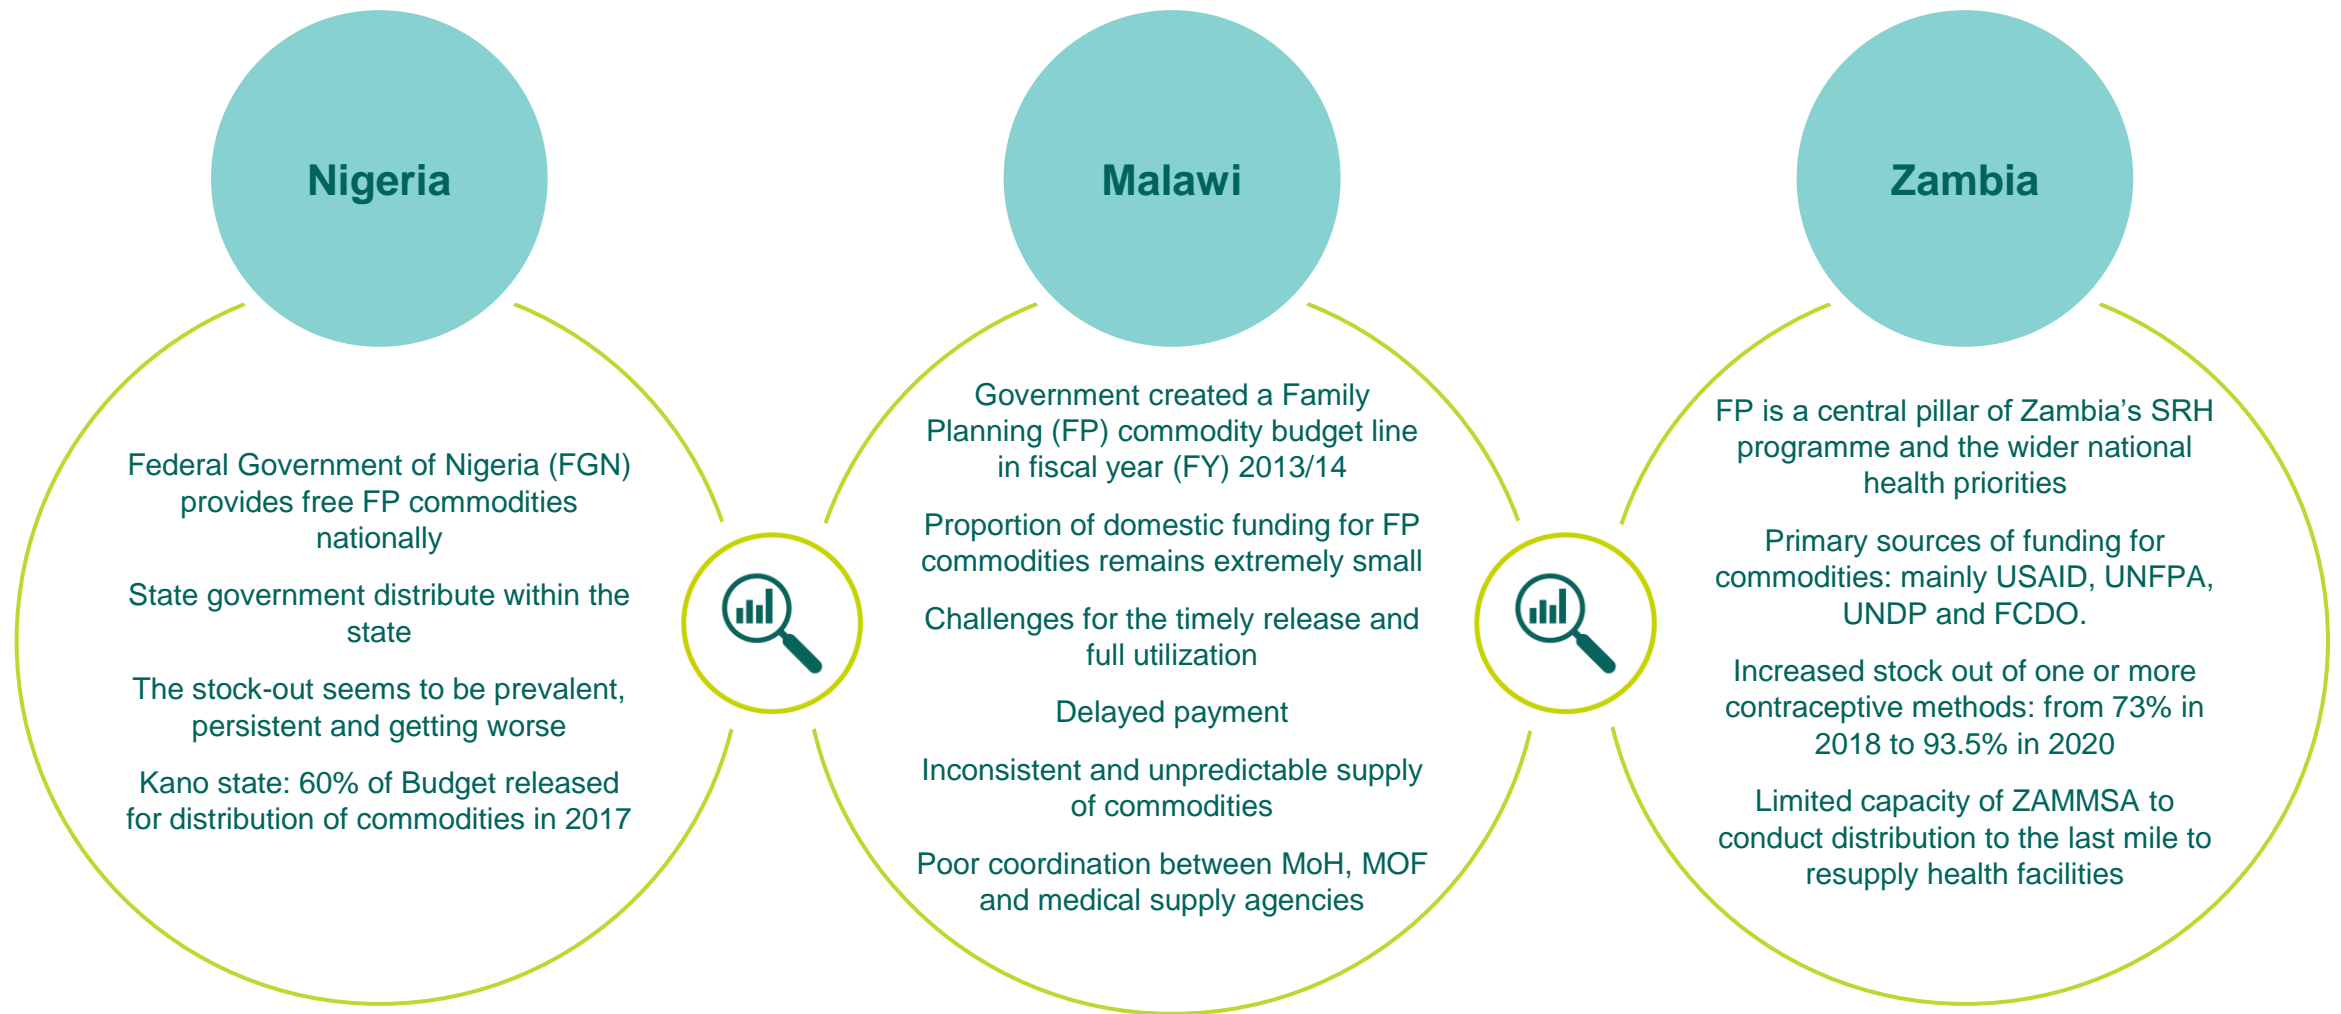 Nigeria
Federal Government of Nigeria (FGN)
provides free FP commodities
nationally
State government distribute within the
state
The stock-out seems to be prevalent,
persistent and getting worse
Kano state: 60% of Budget released
for distribution of commodities in 2017
Malawi
Government created a Family
Planning (FP) commodity budget line
in fiscal year (FY) 2013/14
Proportion of domestic funding for FP
commodities remains extremely small
Challenges for the timely release and
full utilization
Delayed payment
Inconsistent and unpredictable supply
of commodities
Poor coordination between MoH, MOF
and medical supply agencies
Zambia
FP is a central pillar of Zambia’s SRH
programme and the wider national
health priorities
Primary sources of funding for
commodities: mainly USAID, UNFPA,
UNDP and FCDO.
Increased stock out of one or more
contraceptive methods: from 73% in
2018 to 93.5% in 2020
Limited capacity of ZAMMSA to
conduct distribution to the last mile to
resupply health facilities